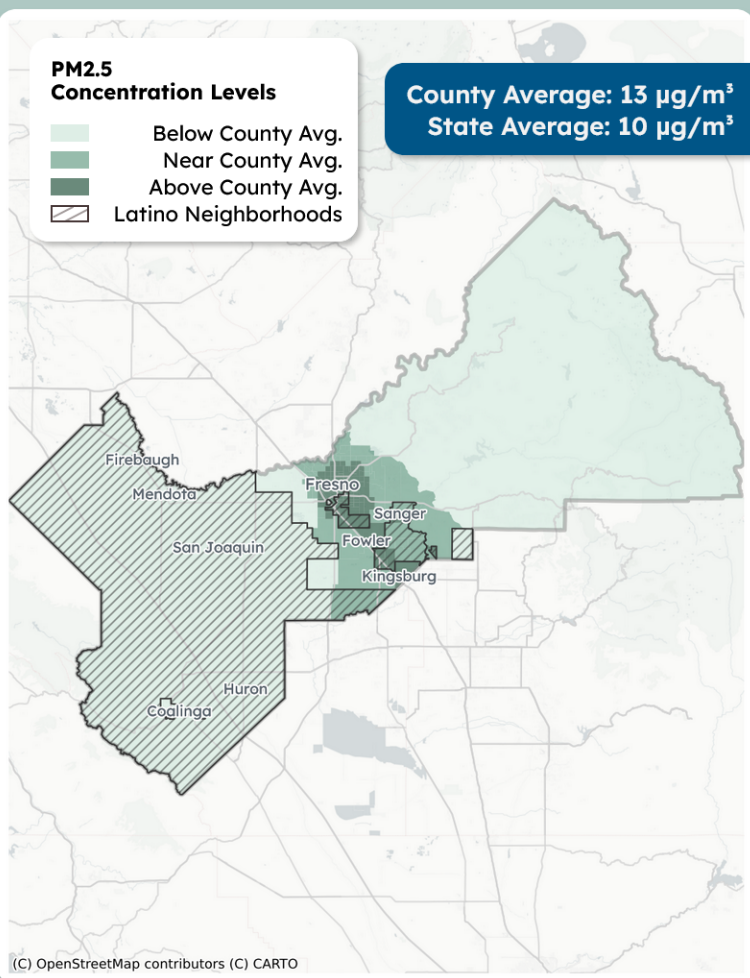 PM2.5
Concentration Levels
Below County Avg.
Near County Avg.
Above County Avg.
Latino Neighborhoods
County Average: 13 µg/m³
State Average: 10 µg/m³
Firebaugh
Mendota
Fresno
Sanger
San Joaquin
Fowler
Kingsburg
Huron
Coalinga
(C) OpenStreetMap contributors (C) CARTO